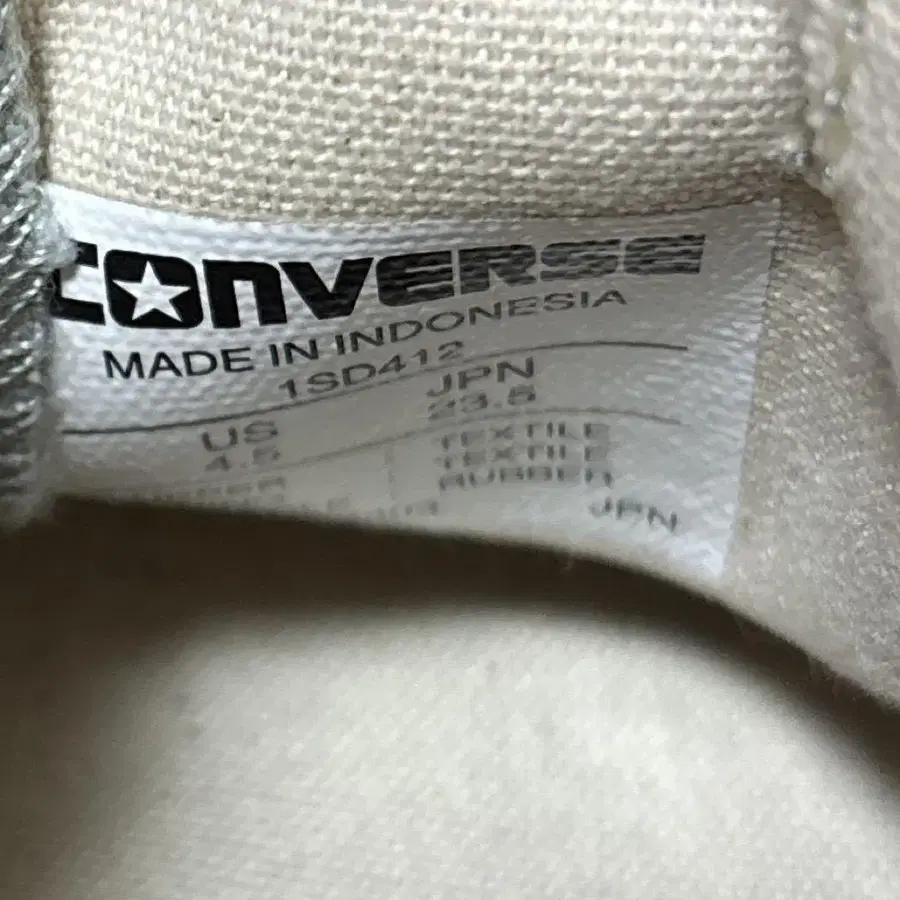 CONVERSE
MADE IN INDONESIA
1SD412
US JPN
4.5 23.5
TEXTILE
TEXTILE
RUBBER
JPN